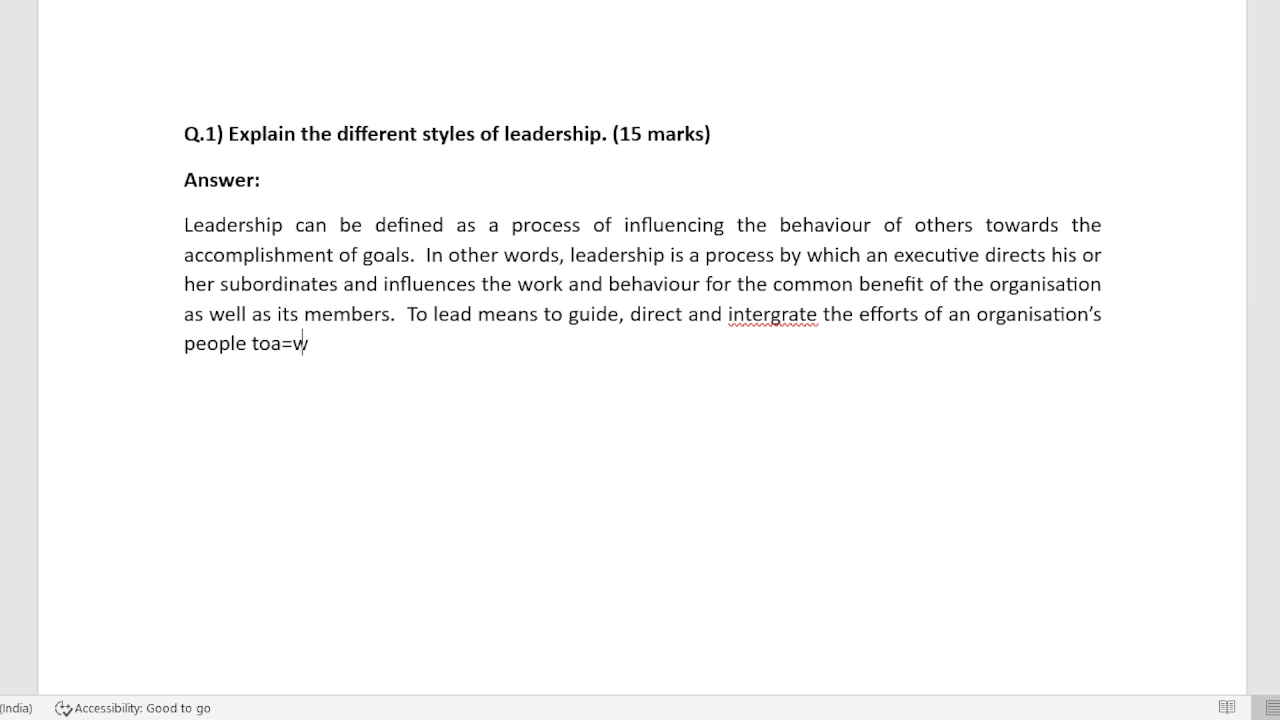 Q.1) Explain the different styles of leadership. (15 marks)
Answer:
Leadership can be defined as a process of influencing the behaviour of others towards the
accomplishment of goals.  In other words, leadership is a process by which an executive directs his or
her subordinates and influences the work and behaviour for the common benefit of the organisation
as well as its members.  To lead means to guide, direct and intergrate the efforts of an organisation’s
people toa=w
(India)
Accessibility: Good to go